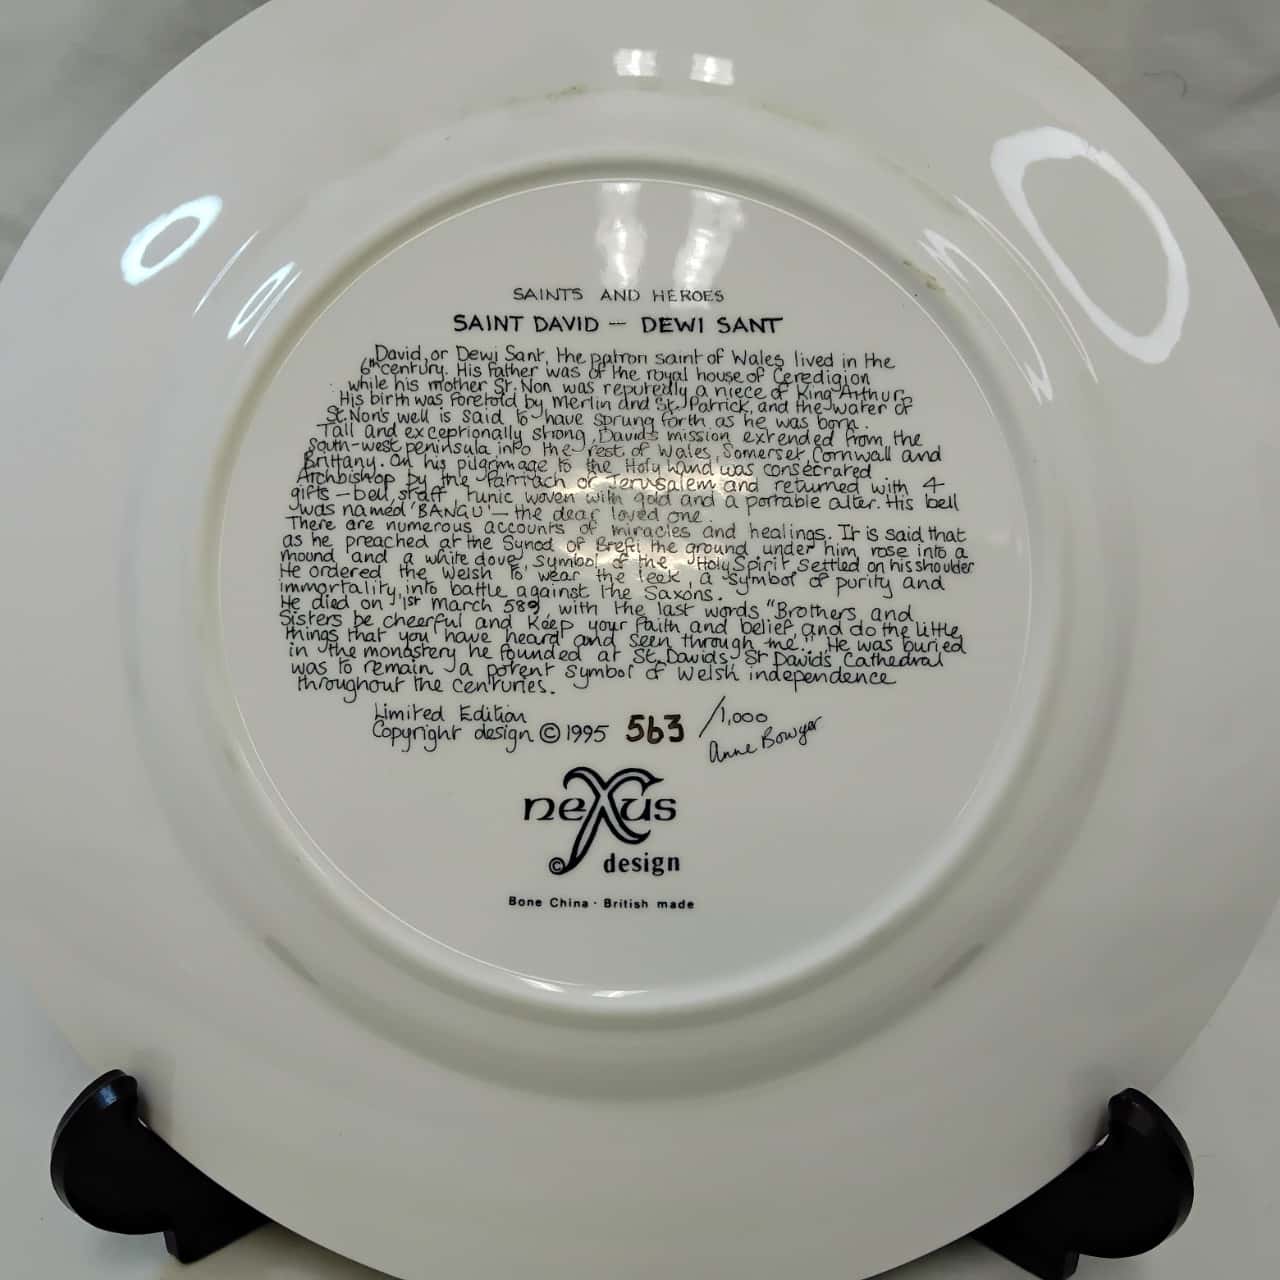 SAINTS AND HEROES
SAINT DAVID — DEWI SANT
David, or Dewi Sant, the patron saint of Wales lived in the
6th century. His father was of the royal house of Ceredigion
while his mother St. Non was reputedly a niece of King Arthur.
His birth was foretold by Merlin and St. Patrick, and the water of
St. Non's well is said to have sprung forth as he was born.
Tall and exceptionally strong, David's mission extended from the
South-west peninsula into the rest of Wales, Somerset, Cornwall and
Brittany. On his pilgrimage to the Holy Land was consecrated
Archbishop by the Patriach of Jerusalem and returned with 4
gifts — bell, staff, tunic woven with gold and a portable alter. His bell
was named 'BANGU' — the dear loved one.
There are numerous accounts of miracles and healings. It is said that
as he preached at the Synod of Brefi the ground under him rose into a
mound and a white dove, symbol of the Holy Spirit settled on his shoulder
He ordered the Welsh to wear the leek, a symbol of purity and
immortality, into battle against the Saxons.
He died on 1st March 589, with the last words "Brothers and
Sisters be cheerful and keep your faith and belief, and do the little
things that you have heard and seen through me.". He was buried
in the monastery he founded at St. Davids. St Davids Cathedral
was to remain a potent symbol of Welsh independence
throughout the centuries.
Limited Edition
Copyright design © 1995 563 /1,000
Anne Bowyer
nexus
© design
Bone China · British made